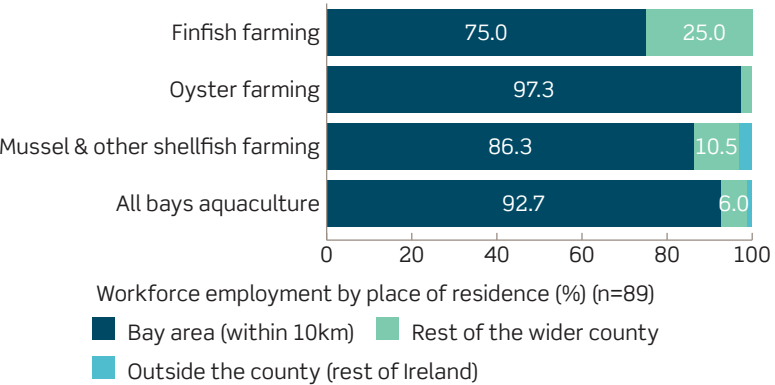 Finfish farming 75.0 25.0
Oyster farming 97.3
Mussel & other shellfish farming 86.3 10.5
All bays aquaculture 92.7 6.0
0 20 40 60 80 100
Workforce employment by place of residence (%) (n=89)
Bay area (within 10km) Rest of the wider county
Outside the county (rest of Ireland)